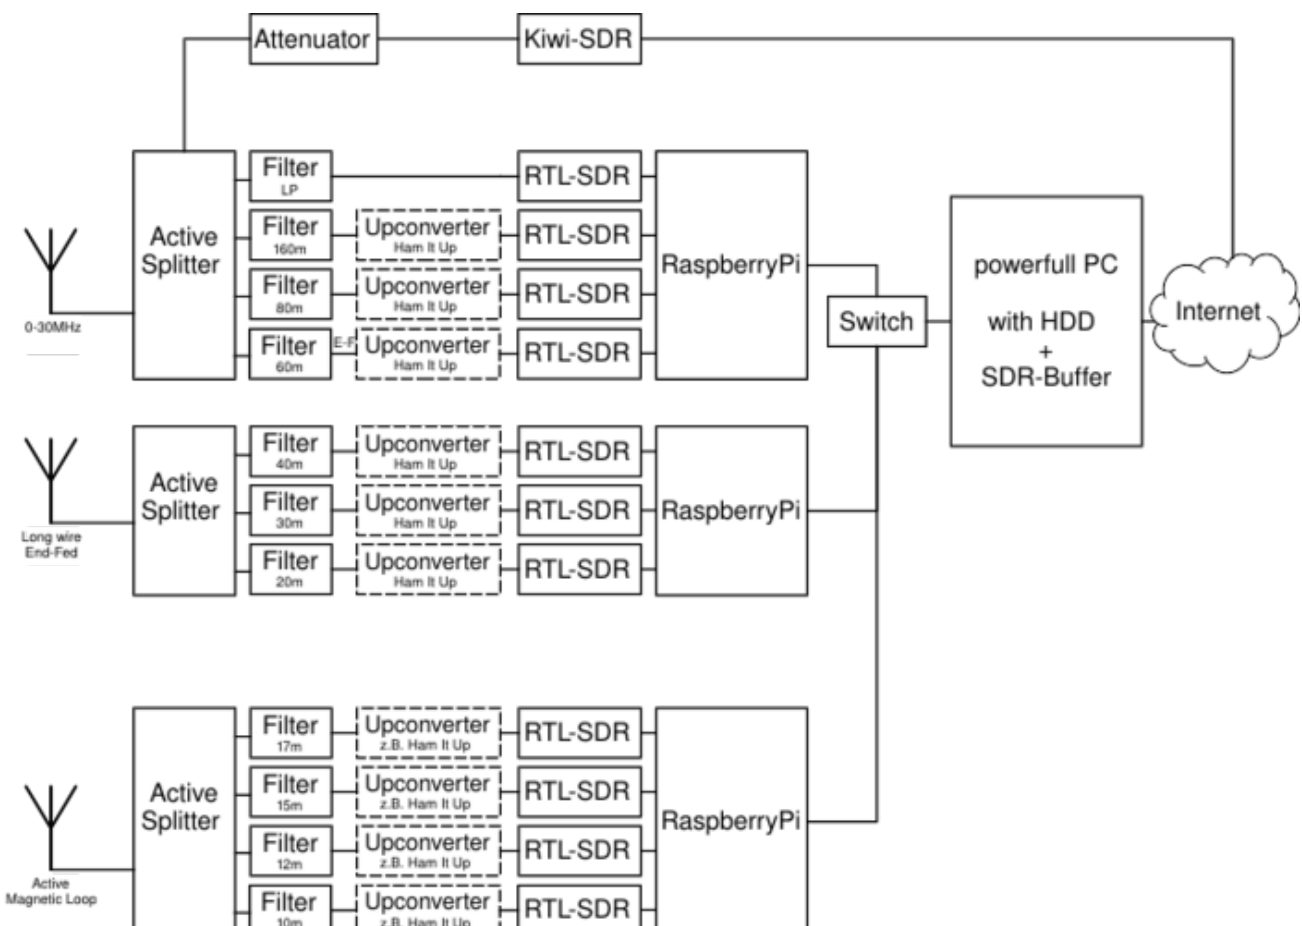 Attenuator
Kiwi-SDR
Active
Splitter
0-30MHz
Filter
LP
RTL-SDR
Filter
160m
Upconverter
Ham It Up
RTL-SDR
Filter
80m
Upconverter
Ham It Up
RTL-SDR
Filter
60m
E-F
Upconverter
Ham It Up
RTL-SDR
RaspberryPi
Switch
powerfull PC
with HDD
+
SDR-Buffer
Internet
Long wire
End-Fed
Active
Splitter
Filter
40m
Upconverter
Ham It Up
RTL-SDR
Filter
30m
Upconverter
Ham It Up
RTL-SDR
Filter
20m
Upconverter
Ham It Up
RTL-SDR
RaspberryPi
Active
Magnetic Loop
Active
Splitter
Filter
17m
Upconverter
z.B. Ham It Up
RTL-SDR
Filter
15m
Upconverter
z.B. Ham It Up
RTL-SDR
Filter
12m
Upconverter
z.B. Ham It Up
RTL-SDR
Filter
10m
Upconverter
z.B. Ham It Up
RTL-SDR
RaspberryPi